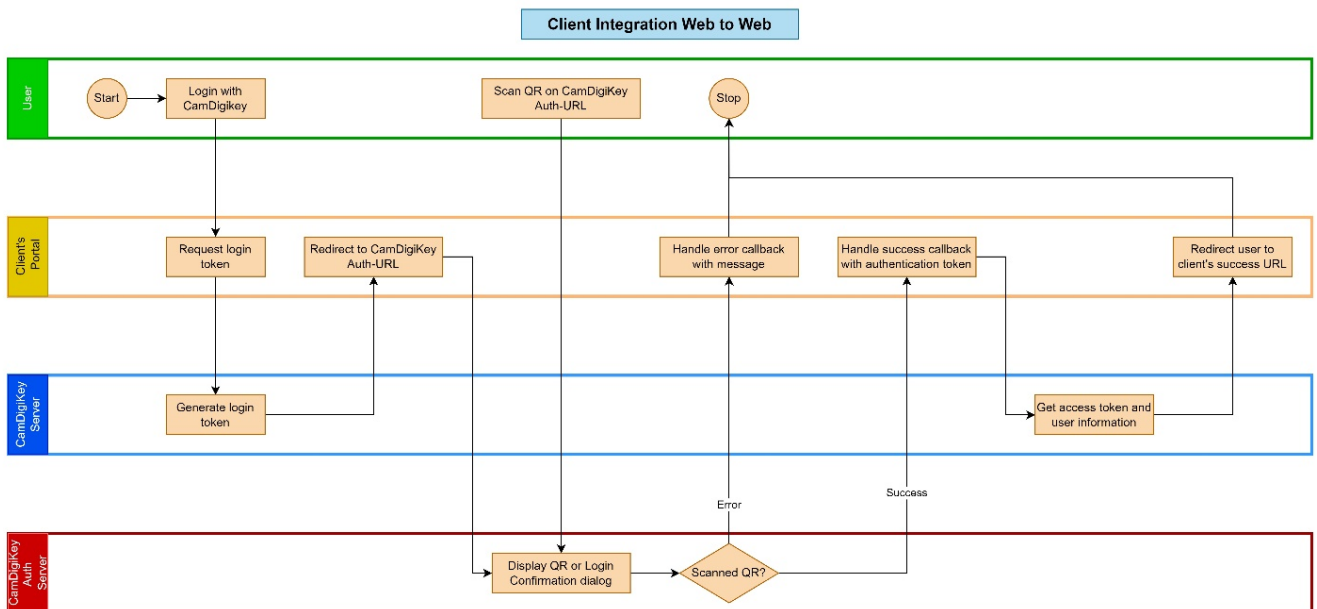 Client Integration Web to Web
User
Start
Login with
CamDigikey
Scan QR on CamDigiKey
Auth-URL
Stop
Client's
Portal
Request login
token
Redirect to CamDigiKey
Auth-URL
Handle error callback
with message
Handle success callback
with authentication token
Redirect user to
client's success URL
CamDigiKey
Server
Generate login
token
Get access token and
user information
Error
Success
CamDigiKey
Auth
Server
Display QR or Login
Confirmation dialog
Scanned QR?